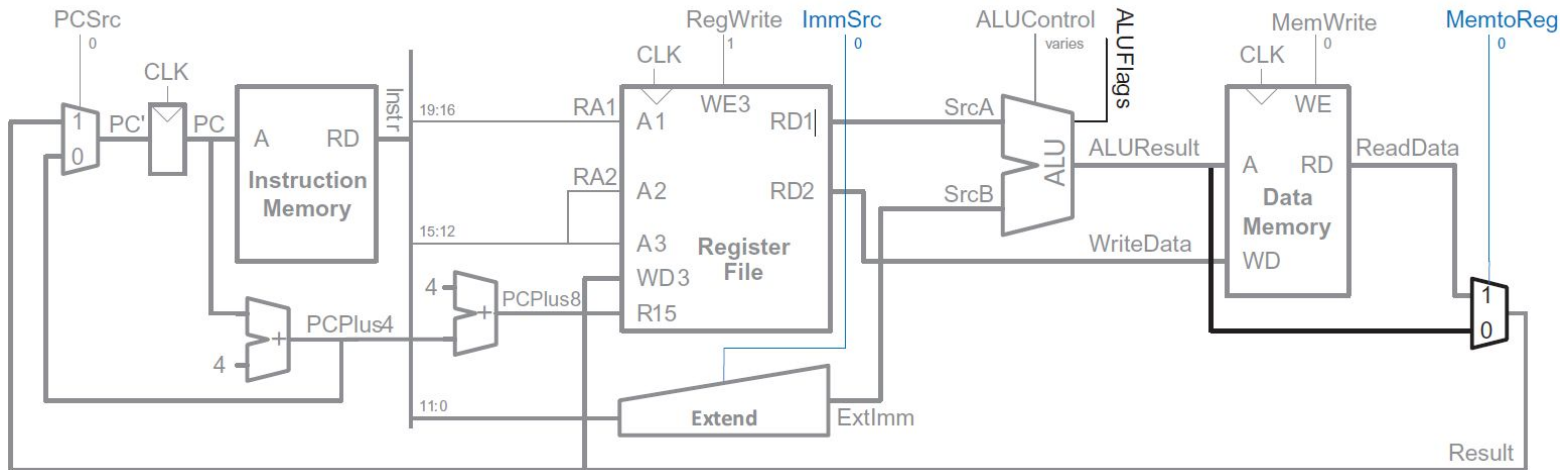 PCSrc
0
RegWrite
1
ImmSrc
0
ALUControl
varies
ALUFlags
MemWrite
0
MemtoReg
0
CLK
CLK
CLK
1
0
PC'
PC
A
RD
Instruction
Memory
Instr
19:16
RA1
A1
WE3
RD1
RA2
A2
RD2
15:12
A3
WD3
R15
Register
File
SrcA
SrcB
ALU
ALUResult
WriteData
WE
A
RD
Data
Memory
WD
ReadData
1
0
4
+
PCPlus4
4
+
PCPlus8
11:0
Extend
ExtImm
Result